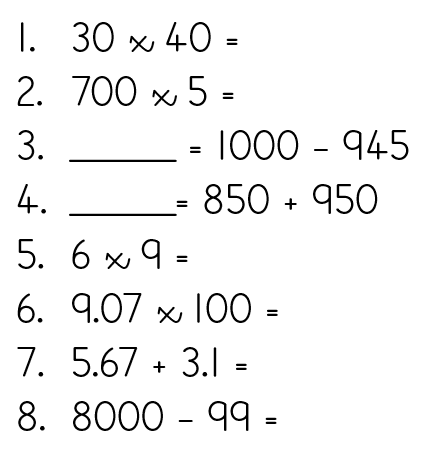 1. 30 x 40 =
2. 700 x 5 =
3. ______ = 1000 - 945
4. ______= 850 + 950
5. 6 x 9 =
6. 9.07 x 100 =
7. 5.67 + 3.1 =
8. 8000 - 99 =